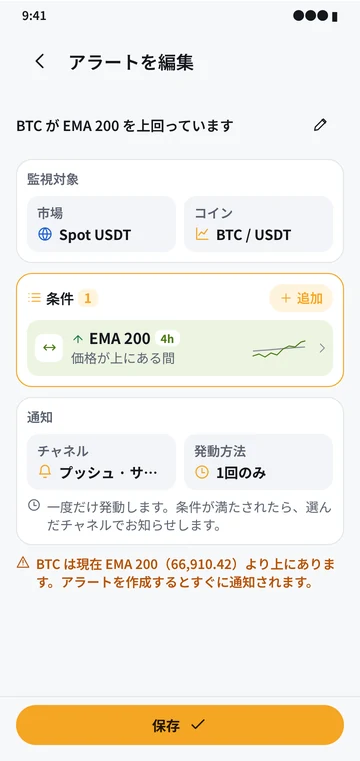 9:41
アラートを編集
BTC が EMA 200 を上回っています
監視対象
市場
Spot USDT
コイン
BTC / USDT
条件 1
追加
EMA 200 4h
価格が上にある間
通知
チャネル
プッシュ・サ…
発動方法
1回のみ
一度だけ発動します。条件が満たされたら、選ん
だチャネルでお知らせします。
BTC は現在 EMA 200（66,910.42）より上にありま
す。アラートを作成するとすぐに通知されます。
保存